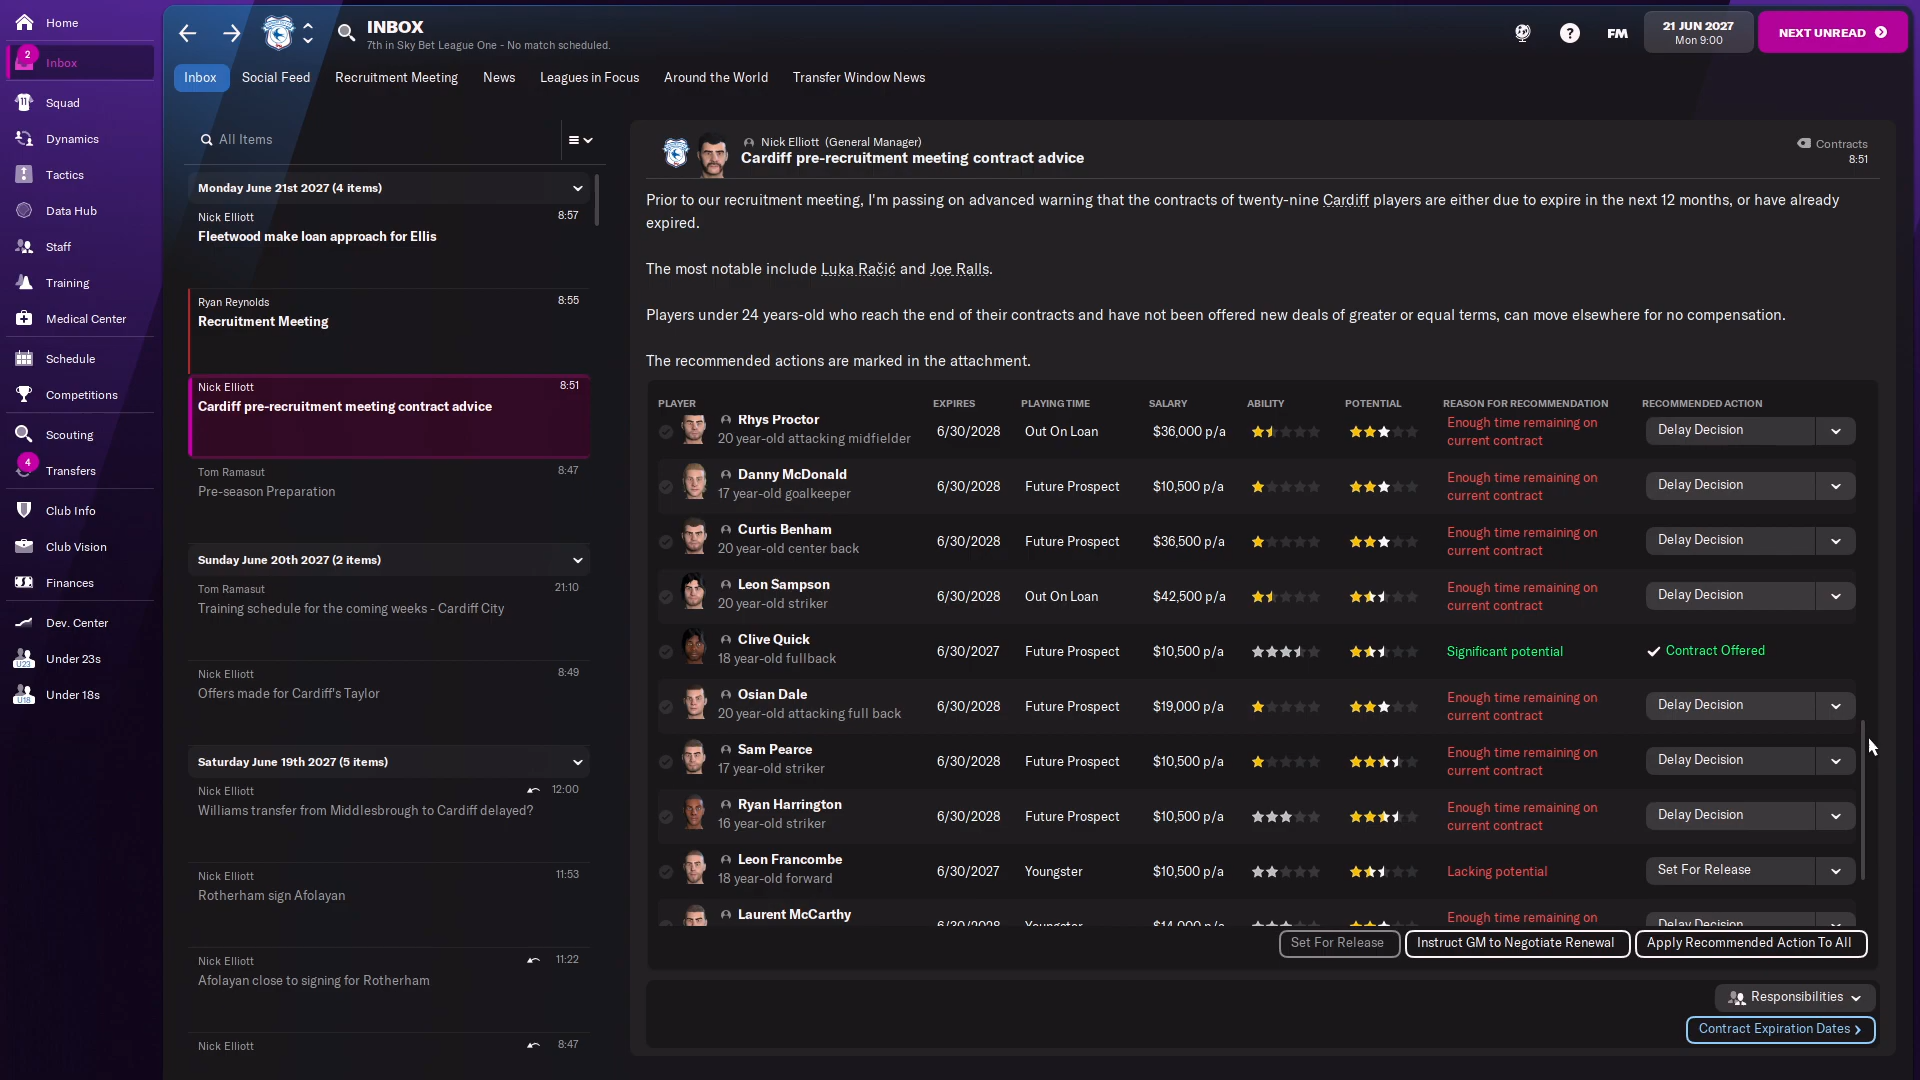 Home
2
Inbox
Squad
Dynamics
Tactics
Data Hub
Staff
Training
Medical Center
Schedule
Competitions
Scouting
4
Transfers
Club Info
Club Vision
Finances
Dev. Center
U23
Under 23s
U18
Under 18s
INBOX
7th in Sky Bet League One - No match scheduled.
?
FM
21 JUN 2027
Mon 9:00
NEXT UNREAD
Inbox
Social Feed
Recruitment Meeting
News
Leagues in Focus
Around the World
Transfer Window News
All Items
Monday June 21st 2027 (4 items)
Nick Elliott 8:57
Fleetwood make loan approach for Ellis
Ryan Reynolds 8:55
Recruitment Meeting
Nick Elliott 8:51
Cardiff pre-recruitment meeting contract advice
Tom Ramasut 8:47
Pre-season Preparation
Sunday June 20th 2027 (2 items)
Tom Ramasut 21:10
Training schedule for the coming weeks - Cardiff City
Nick Elliott 8:49
Offers made for Cardiff's Taylor
Saturday June 19th 2027 (5 items)
Nick Elliott 12:00
Williams transfer from Middlesbrough to Cardiff delayed?
Nick Elliott 11:53
Rotherham sign Afolayan
Nick Elliott 11:22
Afolayan close to signing for Rotherham
Nick Elliott 8:47
Nick Elliott (General Manager)
Cardiff pre-recruitment meeting contract advice
Contracts
8:51
Prior to our recruitment meeting, I'm passing on advanced warning that the contracts of twenty-nine Cardiff players are either due to expire in the next 12 months, or have already
expired.
The most notable include Luka Račić and Joe Ralls.
Players under 24 years-old who reach the end of their contracts and have not been offered new deals of greater or equal terms, can move elsewhere for no compensation.
The recommended actions are marked in the attachment.
PLAYER EXPIRES PLAYING TIME SALARY ABILITY POTENTIAL REASON FOR RECOMMENDATION RECOMMENDED ACTION
Rhys Proctor
20 year-old attacking midfielder
6/30/2028 Out On Loan $36,000 p/a
Enough time remaining on
current contract
Delay Decision
Danny McDonald
17 year-old goalkeeper
6/30/2028 Future Prospect $10,500 p/a
Enough time remaining on
current contract
Delay Decision
Curtis Benham
20 year-old center back
6/30/2028 Future Prospect $36,500 p/a
Enough time remaining on
current contract
Delay Decision
Leon Sampson
20 year-old striker
6/30/2028 Out On Loan $42,500 p/a
Enough time remaining on
current contract
Delay Decision
Clive Quick
18 year-old fullback
6/30/2027 Future Prospect $10,500 p/a
Significant potential
Contract Offered
Osian Dale
20 year-old attacking full back
6/30/2028 Future Prospect $19,000 p/a
Enough time remaining on
current contract
Delay Decision
Sam Pearce
17 year-old striker
6/30/2028 Future Prospect $10,500 p/a
Enough time remaining on
current contract
Delay Decision
Ryan Harrington
16 year-old striker
6/30/2028 Future Prospect $10,500 p/a
Enough time remaining on
current contract
Delay Decision
Leon Francombe
18 year-old forward
6/30/2027 Youngster $10,500 p/a
Lacking potential
Set For Release
Laurent McCarthy
6/30/2028 Youngster $14,000 p/a
Enough time remaining on
Delay Decision
Set For Release
Instruct GM to Negotiate Renewal
Apply Recommended Action To All
Responsibilities
Contract Expiration Dates